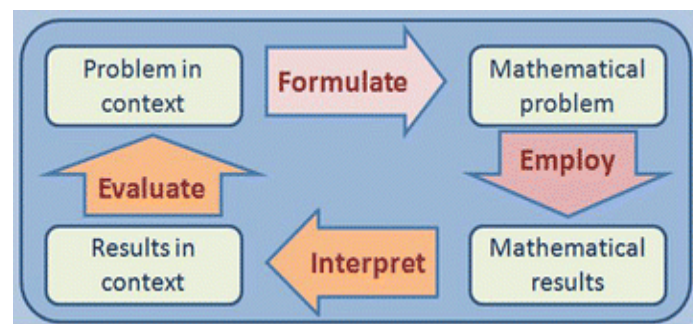 Problem in
context
Formulate
Mathematical
problem
Employ
Evaluate
Results in
context
Interpret
Mathematical
results